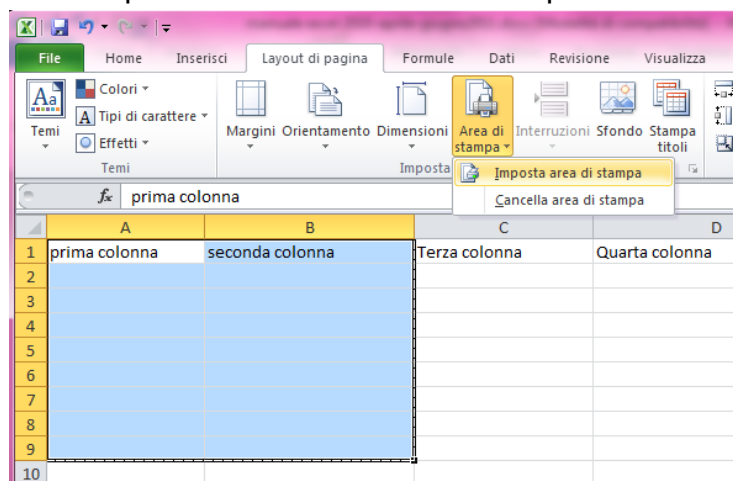 File Home Inserisci Layout di pagina Formule Dati Revisione Visualizza
Colori
Tipi di carattere
Effetti
Temi
Margini Orientamento Dimensioni Area di stampa Interruzioni Sfondo Stampa titoli
Temi
Imposta
Imposta area di stampa
Cancella area di stampa
fx prima colonna
A B C D
1 prima colonna seconda colonna Terza colonna Quarta colonna
2
3
4
5
6
7
8
9
10